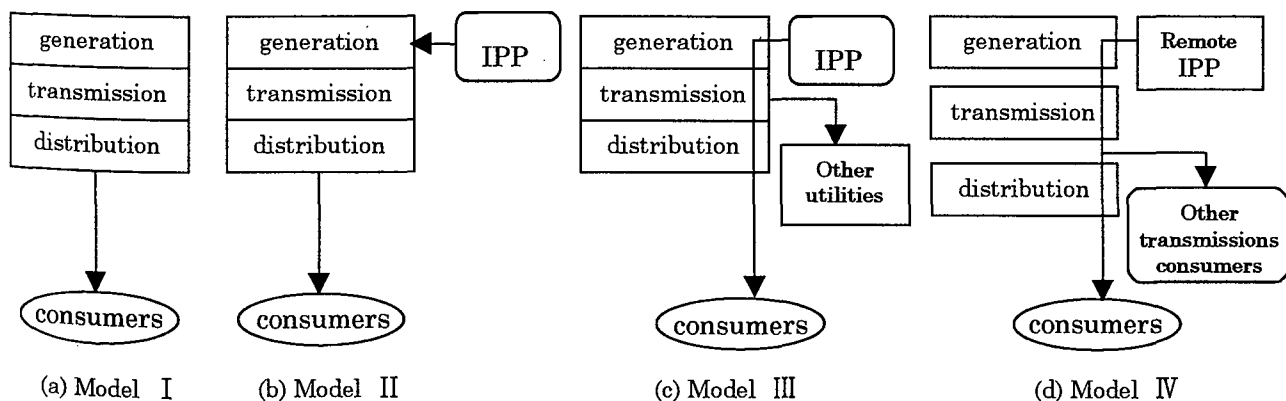 generation
transmission
distribution
consumers
(a) Model Ⅰ
generation
transmission
distribution
IPP
consumers
(b) Model Ⅱ
generation
transmission
distribution
IPP
Other
utilities
consumers
(c) Model Ⅲ
generation
transmission
distribution
Remote
IPP
Other
transmissions
consumers
consumers
(d) Model Ⅳ